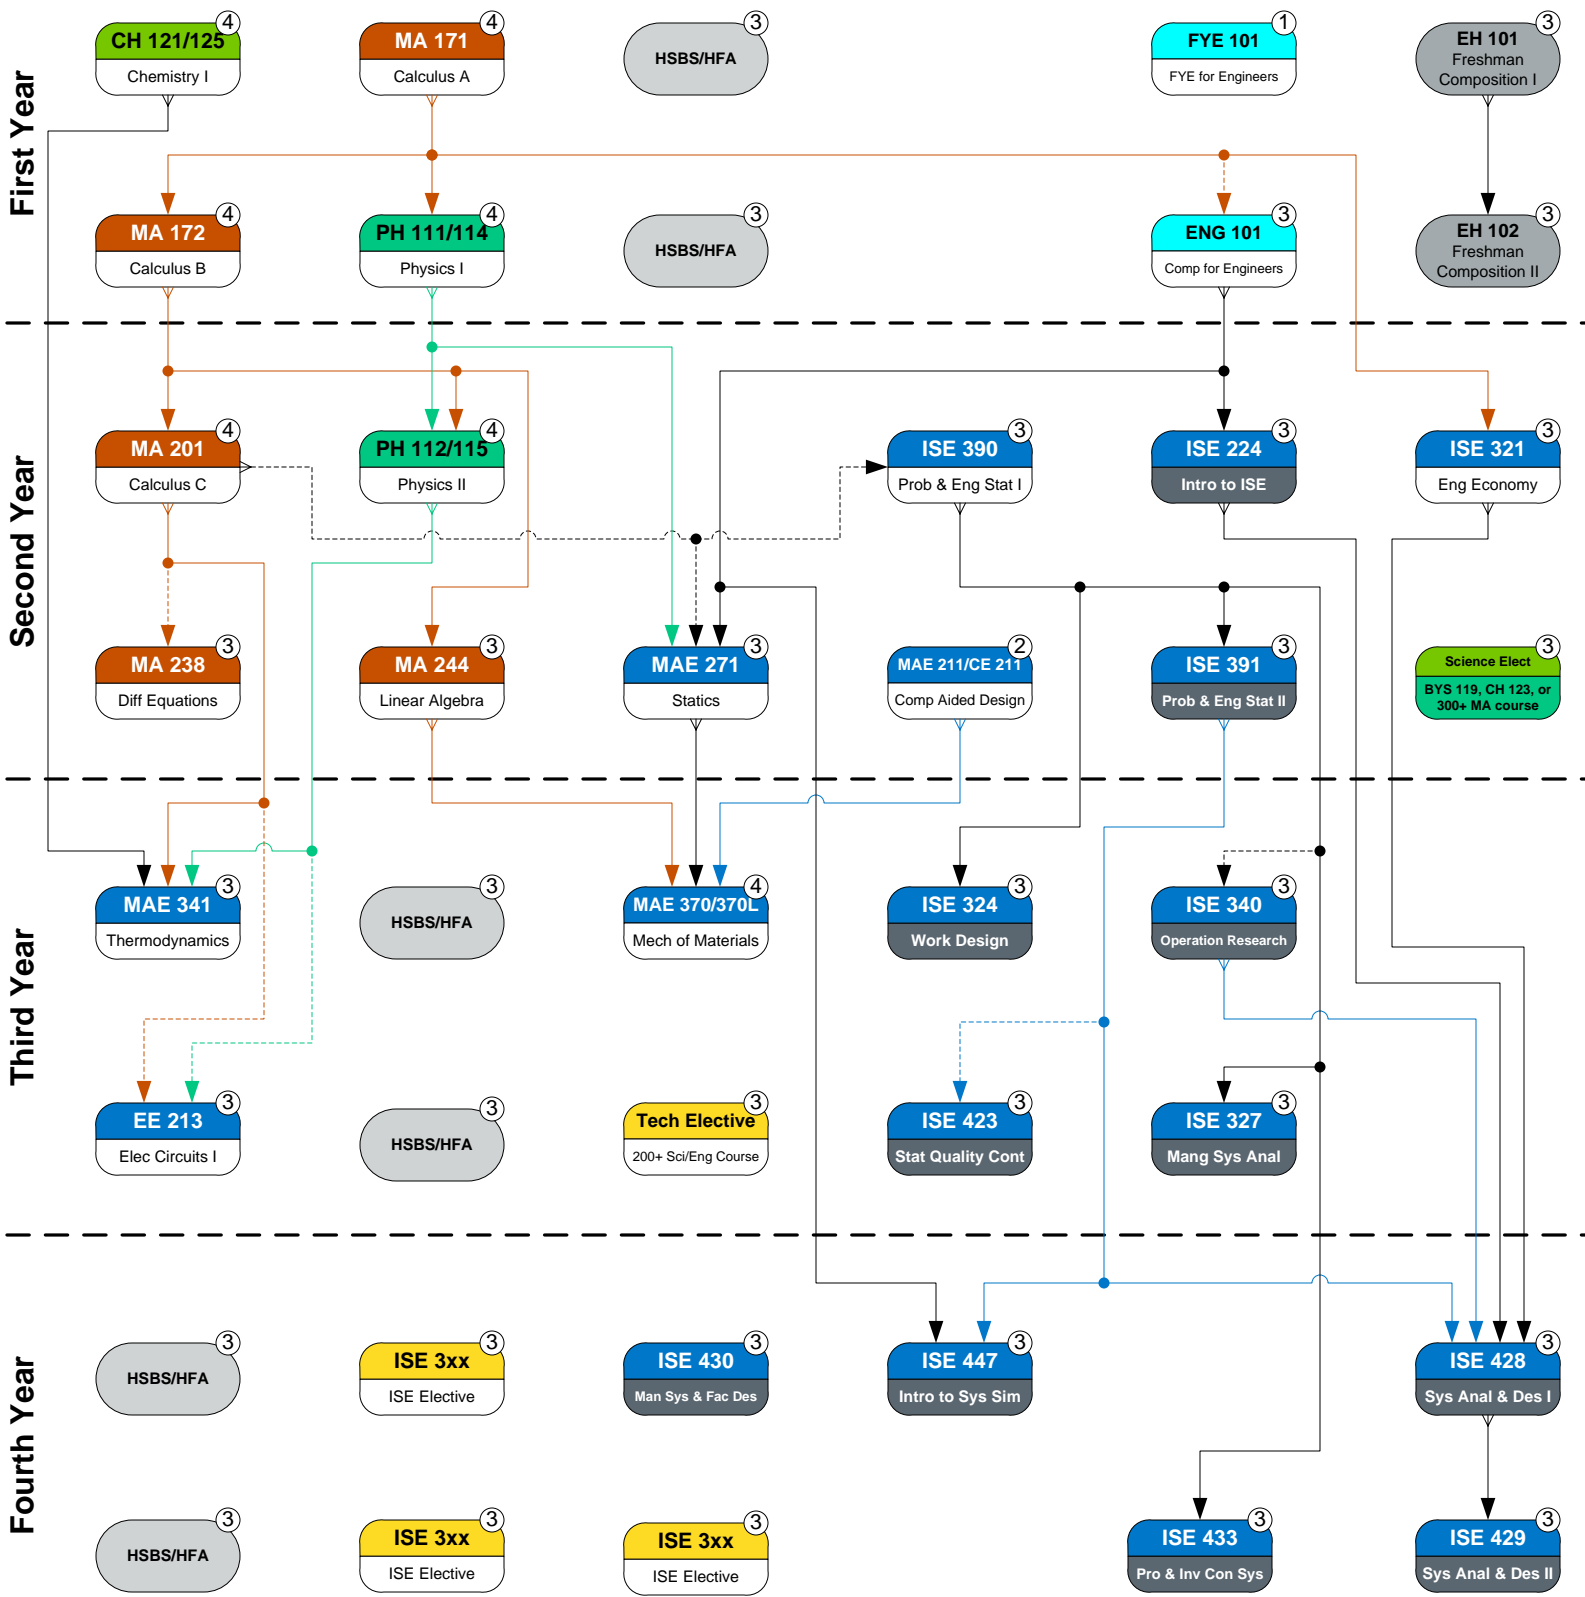 First Year
4
CH 121/125
Chemistry I
4
MA 171
Calculus A
3
HSBS/HFA
1
FYE 101
FYE for Engineers
3
EH 101
Freshman
Composition I
4
MA 172
Calculus B
4
PH 111/114
Physics I
3
HSBS/HFA
3
ENG 101
Comp for Engineers
3
EH 102
Freshman
Composition II
Second Year
4
MA 201
Calculus C
4
PH 112/115
Physics II
3
ISE 390
Prob & Eng Stat I
3
ISE 224
Intro to ISE
3
ISE 321
Eng Economy
3
MA 238
Diff Equations
3
MA 244
Linear Algebra
3
MAE 271
Statics
2
MAE 211/CE 211
Comp Aided Design
3
ISE 391
Prob & Eng Stat II
3
Science Elect
BYS 119, CH 123, or
300+ MA course
Third Year
3
MAE 341
Thermodynamics
3
HSBS/HFA
4
MAE 370/370L
Mech of Materials
3
ISE 324
Work Design
3
ISE 340
Operation Research
3
EE 213
Elec Circuits I
3
HSBS/HFA
3
Tech Elective
200+ Sci/Eng Course
3
ISE 423
Stat Quality Cont
3
ISE 327
Mang Sys Anal
Fourth Year
3
HSBS/HFA
3
ISE 3xx
ISE Elective
3
ISE 430
Man Sys & Fac Des
3
ISE 447
Intro to Sys Sim
3
ISE 428
Sys Anal & Des I
3
HSBS/HFA
3
ISE 3xx
ISE Elective
3
ISE 3xx
ISE Elective
3
ISE 433
Pro & Inv Con Sys
3
ISE 429
Sys Anal & Des II